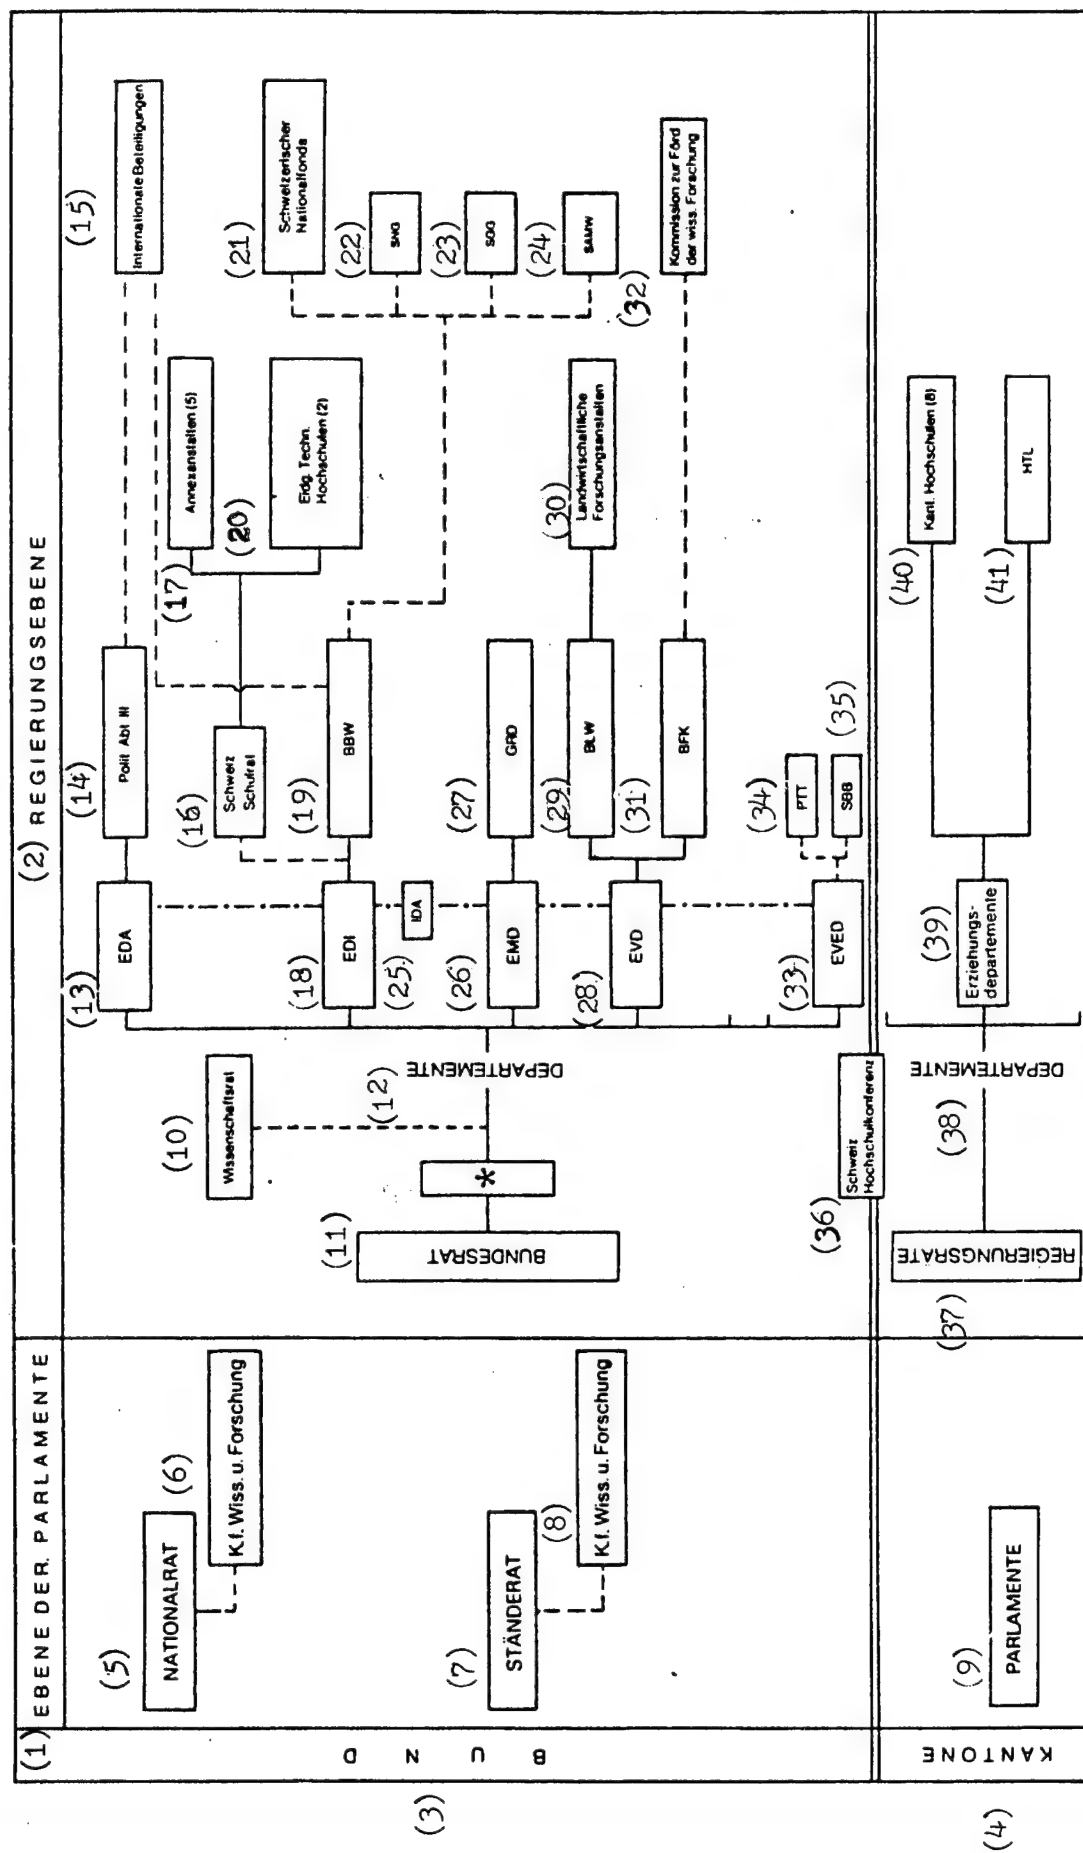 (1) EBENE DER PARLAMENTE
(2) REGIERUNGSEBENE
(3)
BUND
(4)
KANTONE
(5)
NATIONALRAT
(6)
K.f. Wiss. u. Forschung
(7)
STÄNDERAT
(8)
K.f. Wiss. u. Forschung
(9)
PARLAMENTE
(10)
Wissenschaftsrat
(11)
BUNDESRAT
*
(12)
DEPARTEMENTE
(13)
EDA
(14)
Polit Abt III
(15)
Internationale Beteiligungen
(16)
Schweiz
Schulrat
(17)
Annexanstalten (5)
(18)
EDI
(19)
BBW
(20)
Eidg. Techn.
Hochschulen (2)
(21)
Schweizerischer
Nationalfonds
(22)
SNG
(23)
SGG
(24)
SAMW
(25)
IDA
(26)
EMD
(27)
GRD
(28)
EVD
(29)
BLW
(30)
Landwirtschaftliche
Forschungsanstalten
(31)
BFK
(32)
Kommission zur Förd
der wiss. Forschung
(33)
EVED
(34)
PTT
(35)
SBB
(36)
Schweiz
Hochschulkonferenz
(37)
REGIERUNGSRATE
(38)
DEPARTEMENTE
(39)
Erziehungs-
departemente
(40)
Kant. Hochschulen (8)
(41)
HTL